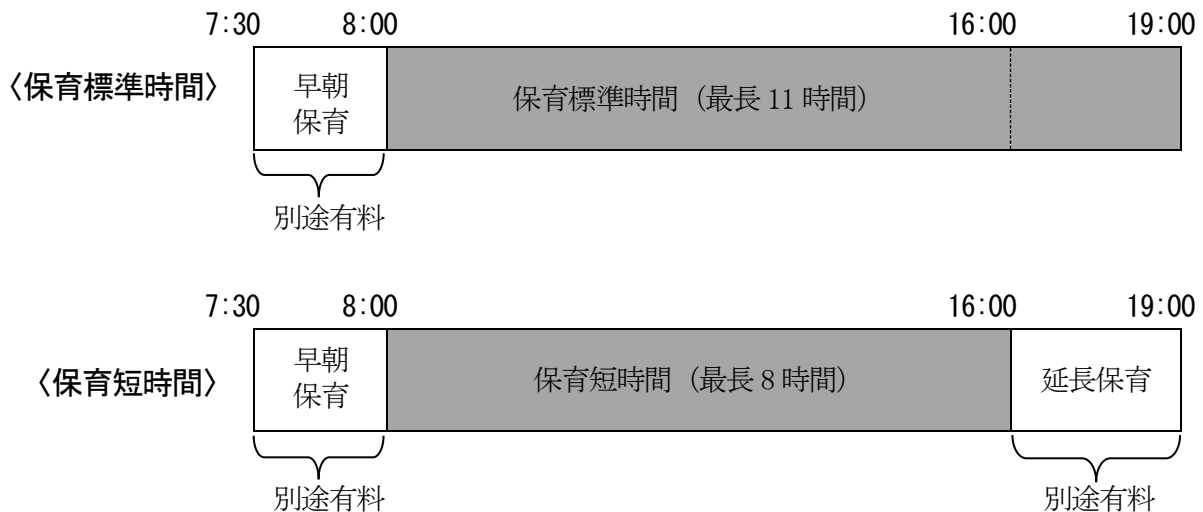 7:30 8:00 16:00 19:00
〈保育標準時間〉
早朝
保育
保育標準時間（最長 11 時間）
別途有料
7:30 8:00 16:00 19:00
〈保育短時間〉
早朝
保育
保育短時間（最長 8 時間）
延長保育
別途有料 別途有料